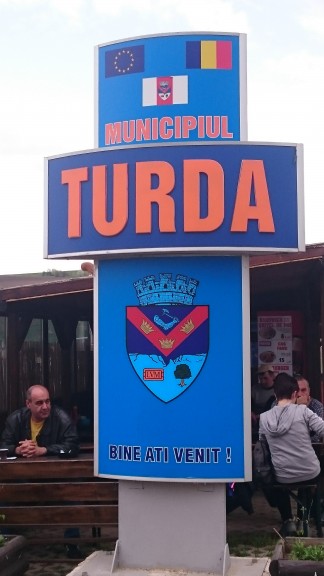 MUNICIPIUL
TURDA
BINE ATI VENIT !